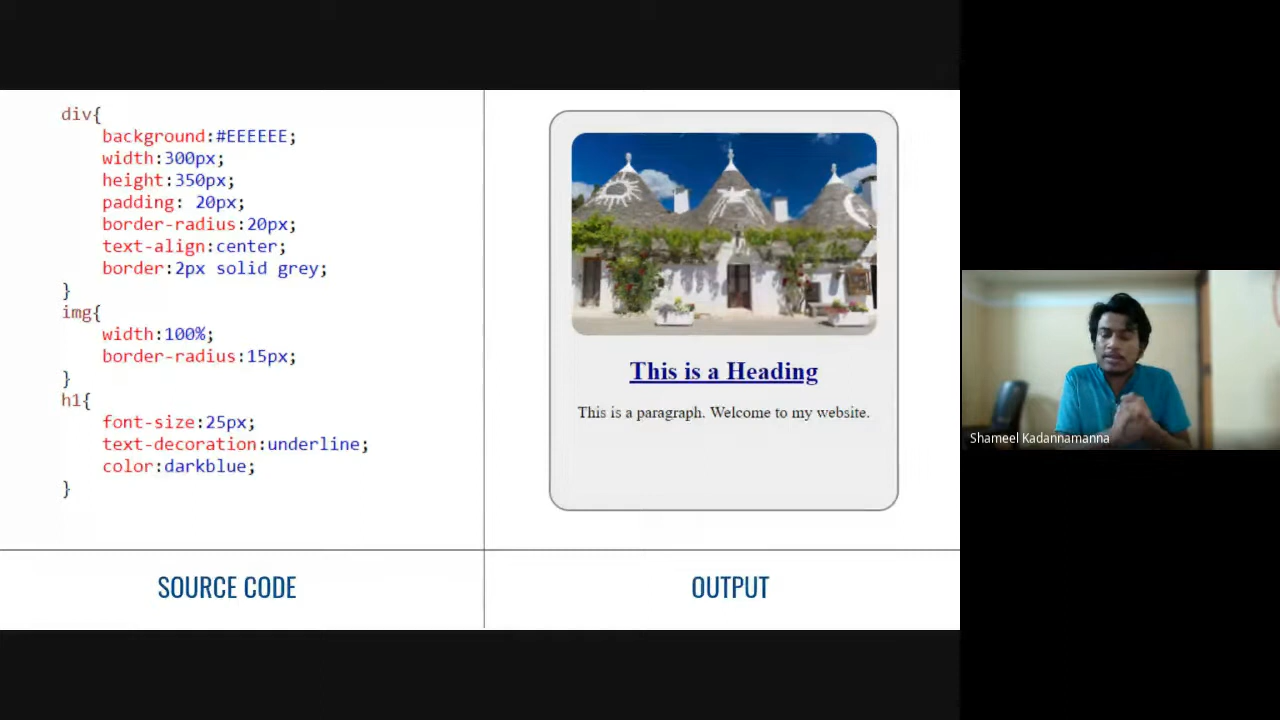 div{
background:#EEEEEE;
width:300px;
height:350px;
padding: 20px;
border-radius:20px;
text-align:center;
border:2px solid grey;
}
img{
width:100%;
border-radius:15px;
}
h1{
font-size:25px;
text-decoration:underline;
color:darkblue;
}
This is a Heading
This is a paragraph. Welcome to my website.
SOURCE CODE
OUTPUT
Shameel Kadannamanna